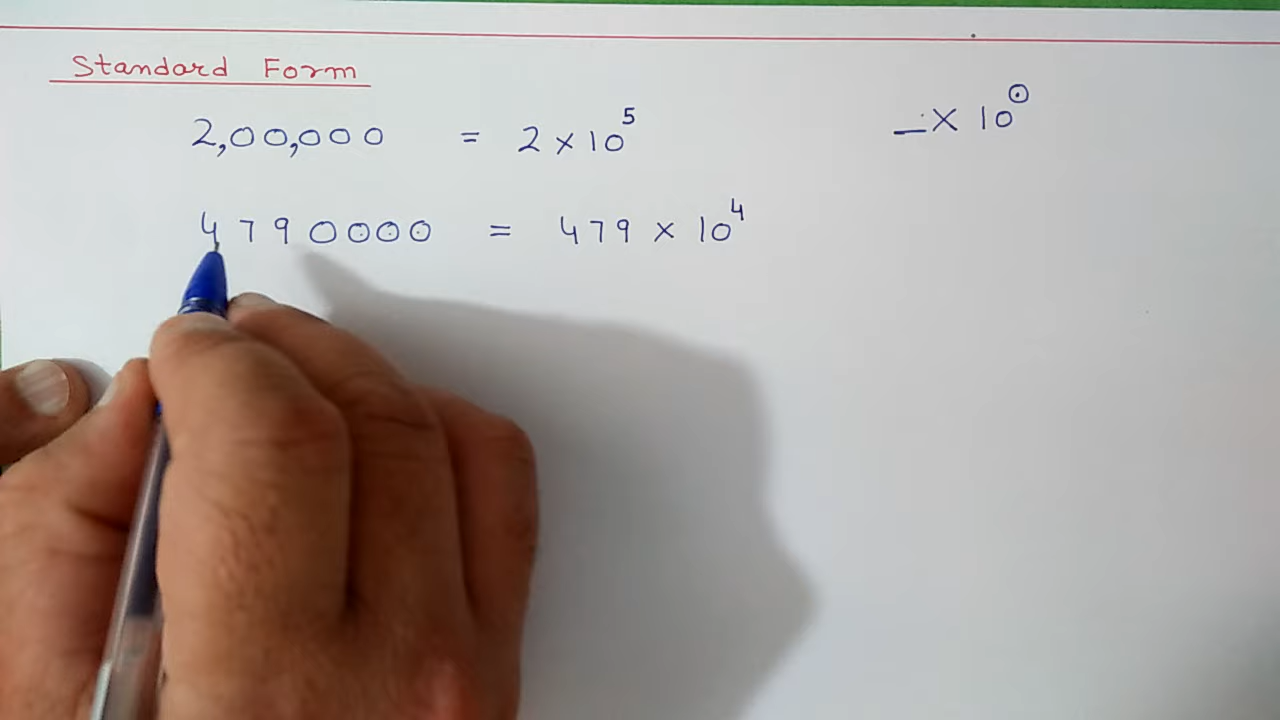 Standard Form
2,00,000 = 2 × 10⁵
_ × 10
4790000 = 479 × 10⁴